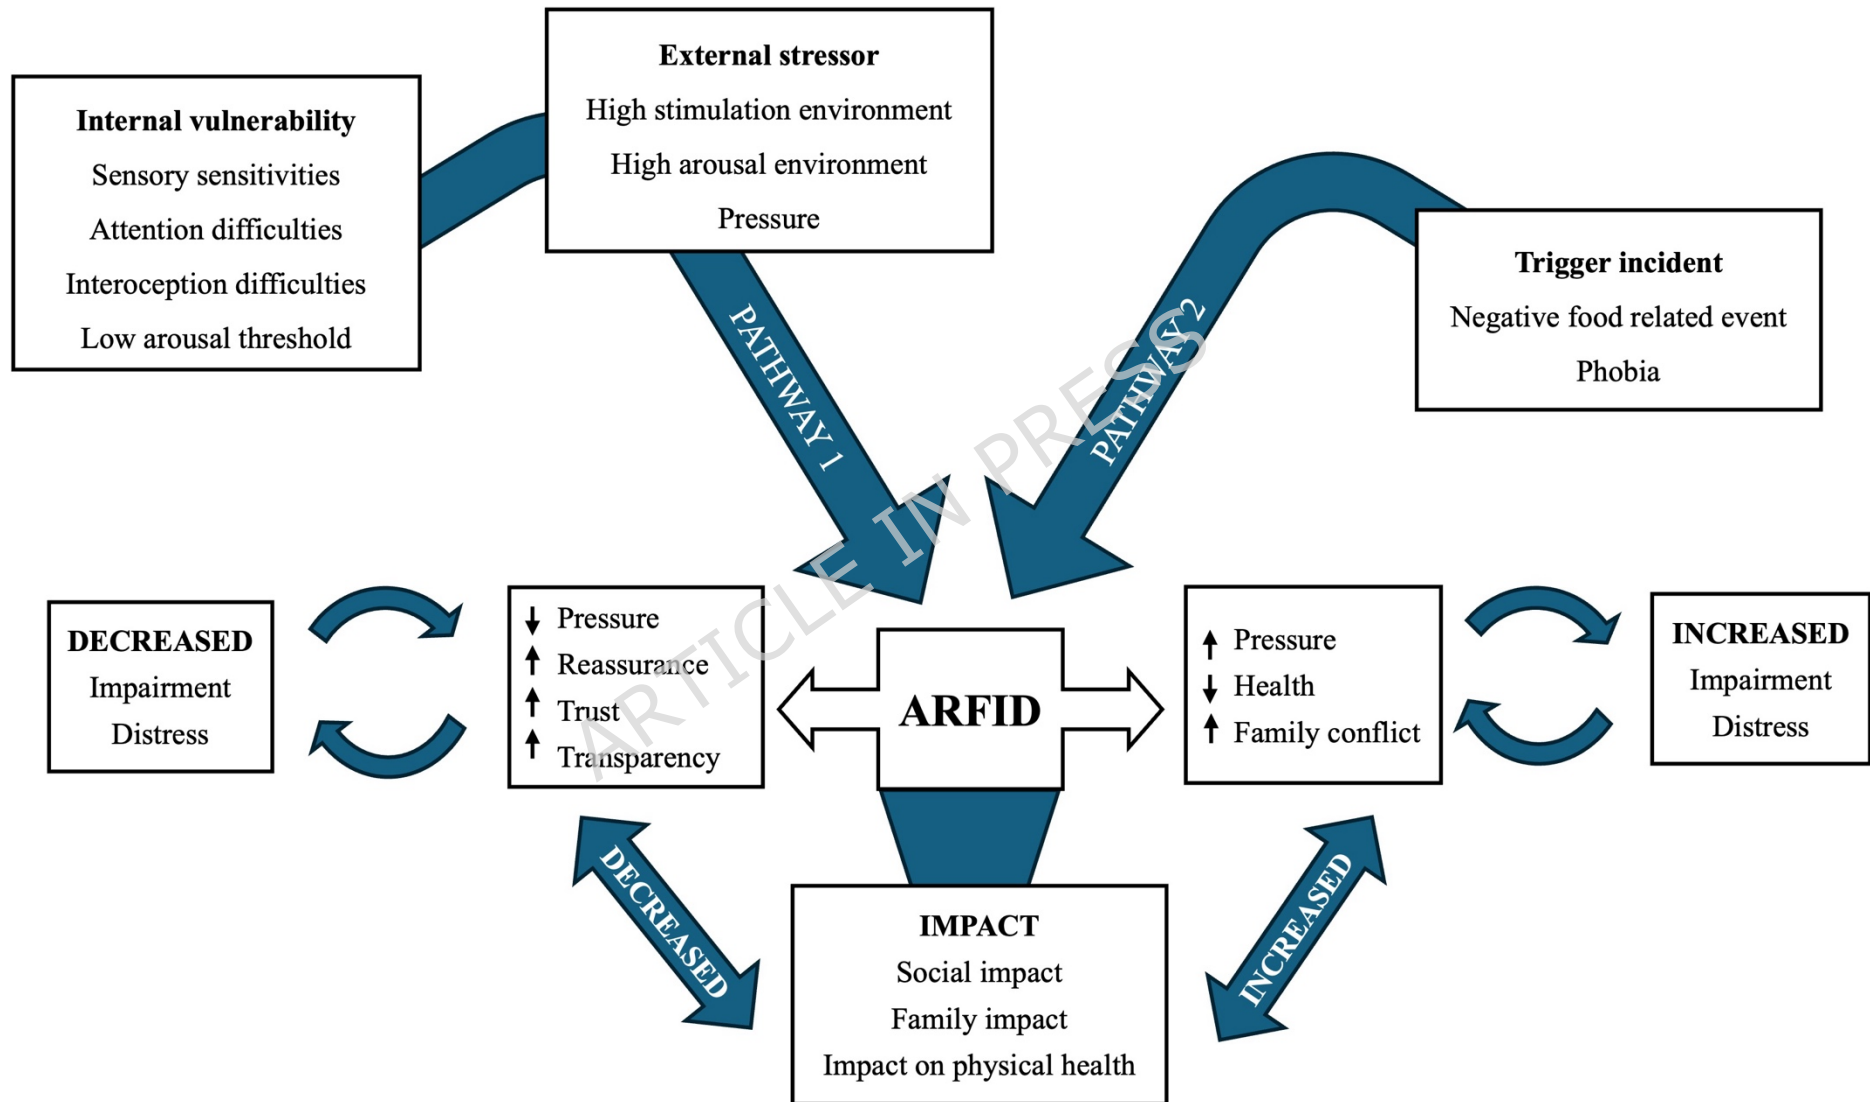 External stressor
High stimulation environment
High arousal environment
Pressure
Internal vulnerability
Sensory sensitivities
Attention difficulties
Interoception difficulties
Low arousal threshold
Trigger incident
Negative food related event
Phobia
PATHWAY 1
PATHWAY 2
ARTICLE IN PRESS
DECREASED
Impairment
Distress
↓ Pressure
↑ Reassurance
↑ Trust
↑ Transparency
ARFID
↑ Pressure
↓ Health
↑ Family conflict
INCREASED
Impairment
Distress
DECREASED
INCREASED
IMPACT
Social impact
Family impact
Impact on physical health